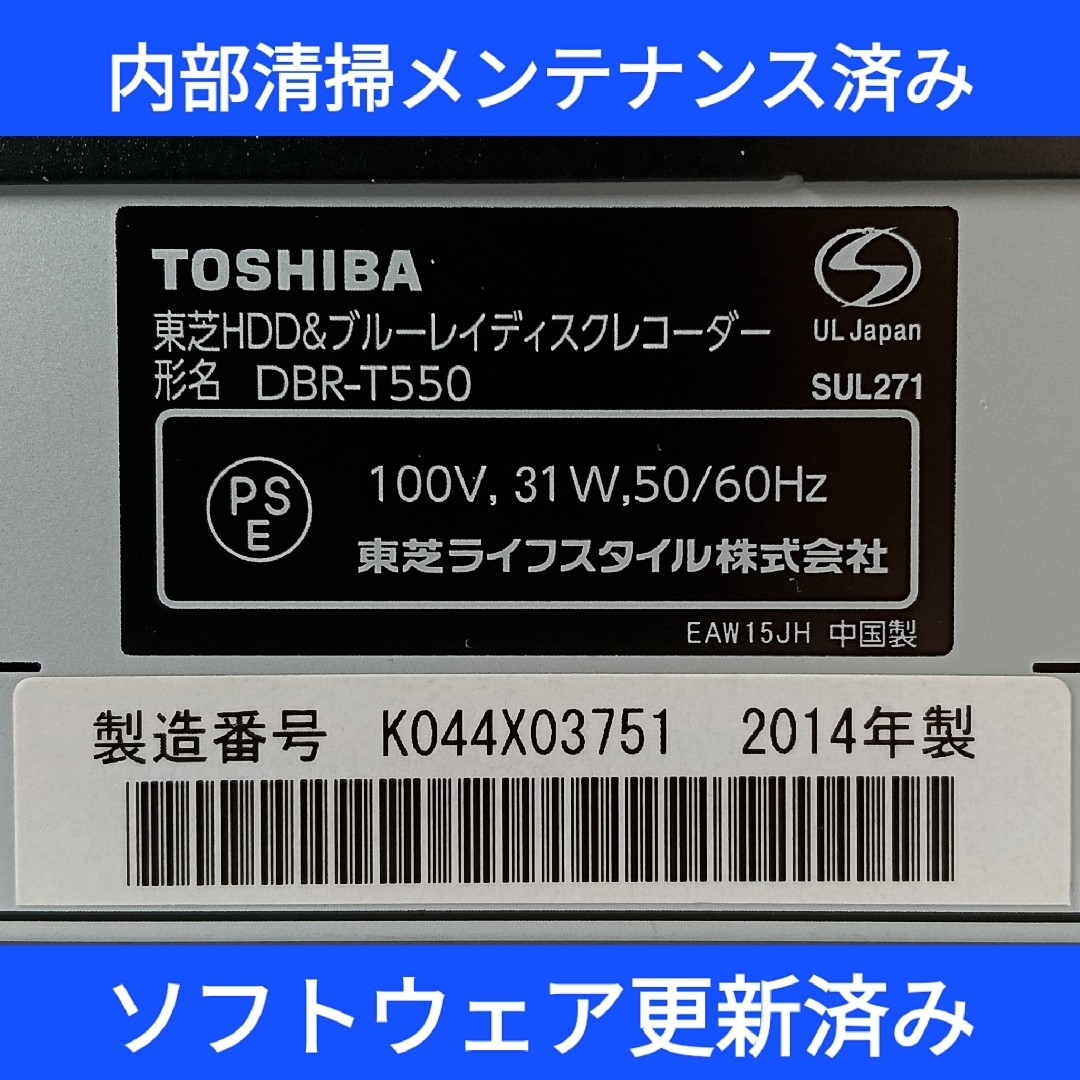 内部清掃メンテナンス済み
TOSHIBA
東芝HDD&ブルーレイディスクレコーダー
形名 DBR-T550
UL Japan
SUL271
PS
E
100V, 31W,50/60Hz
東芝ライフスタイル株式会社
EAW15JH 中国製
製造番号 K044X03751 2014年製
ソフトウェア更新済み